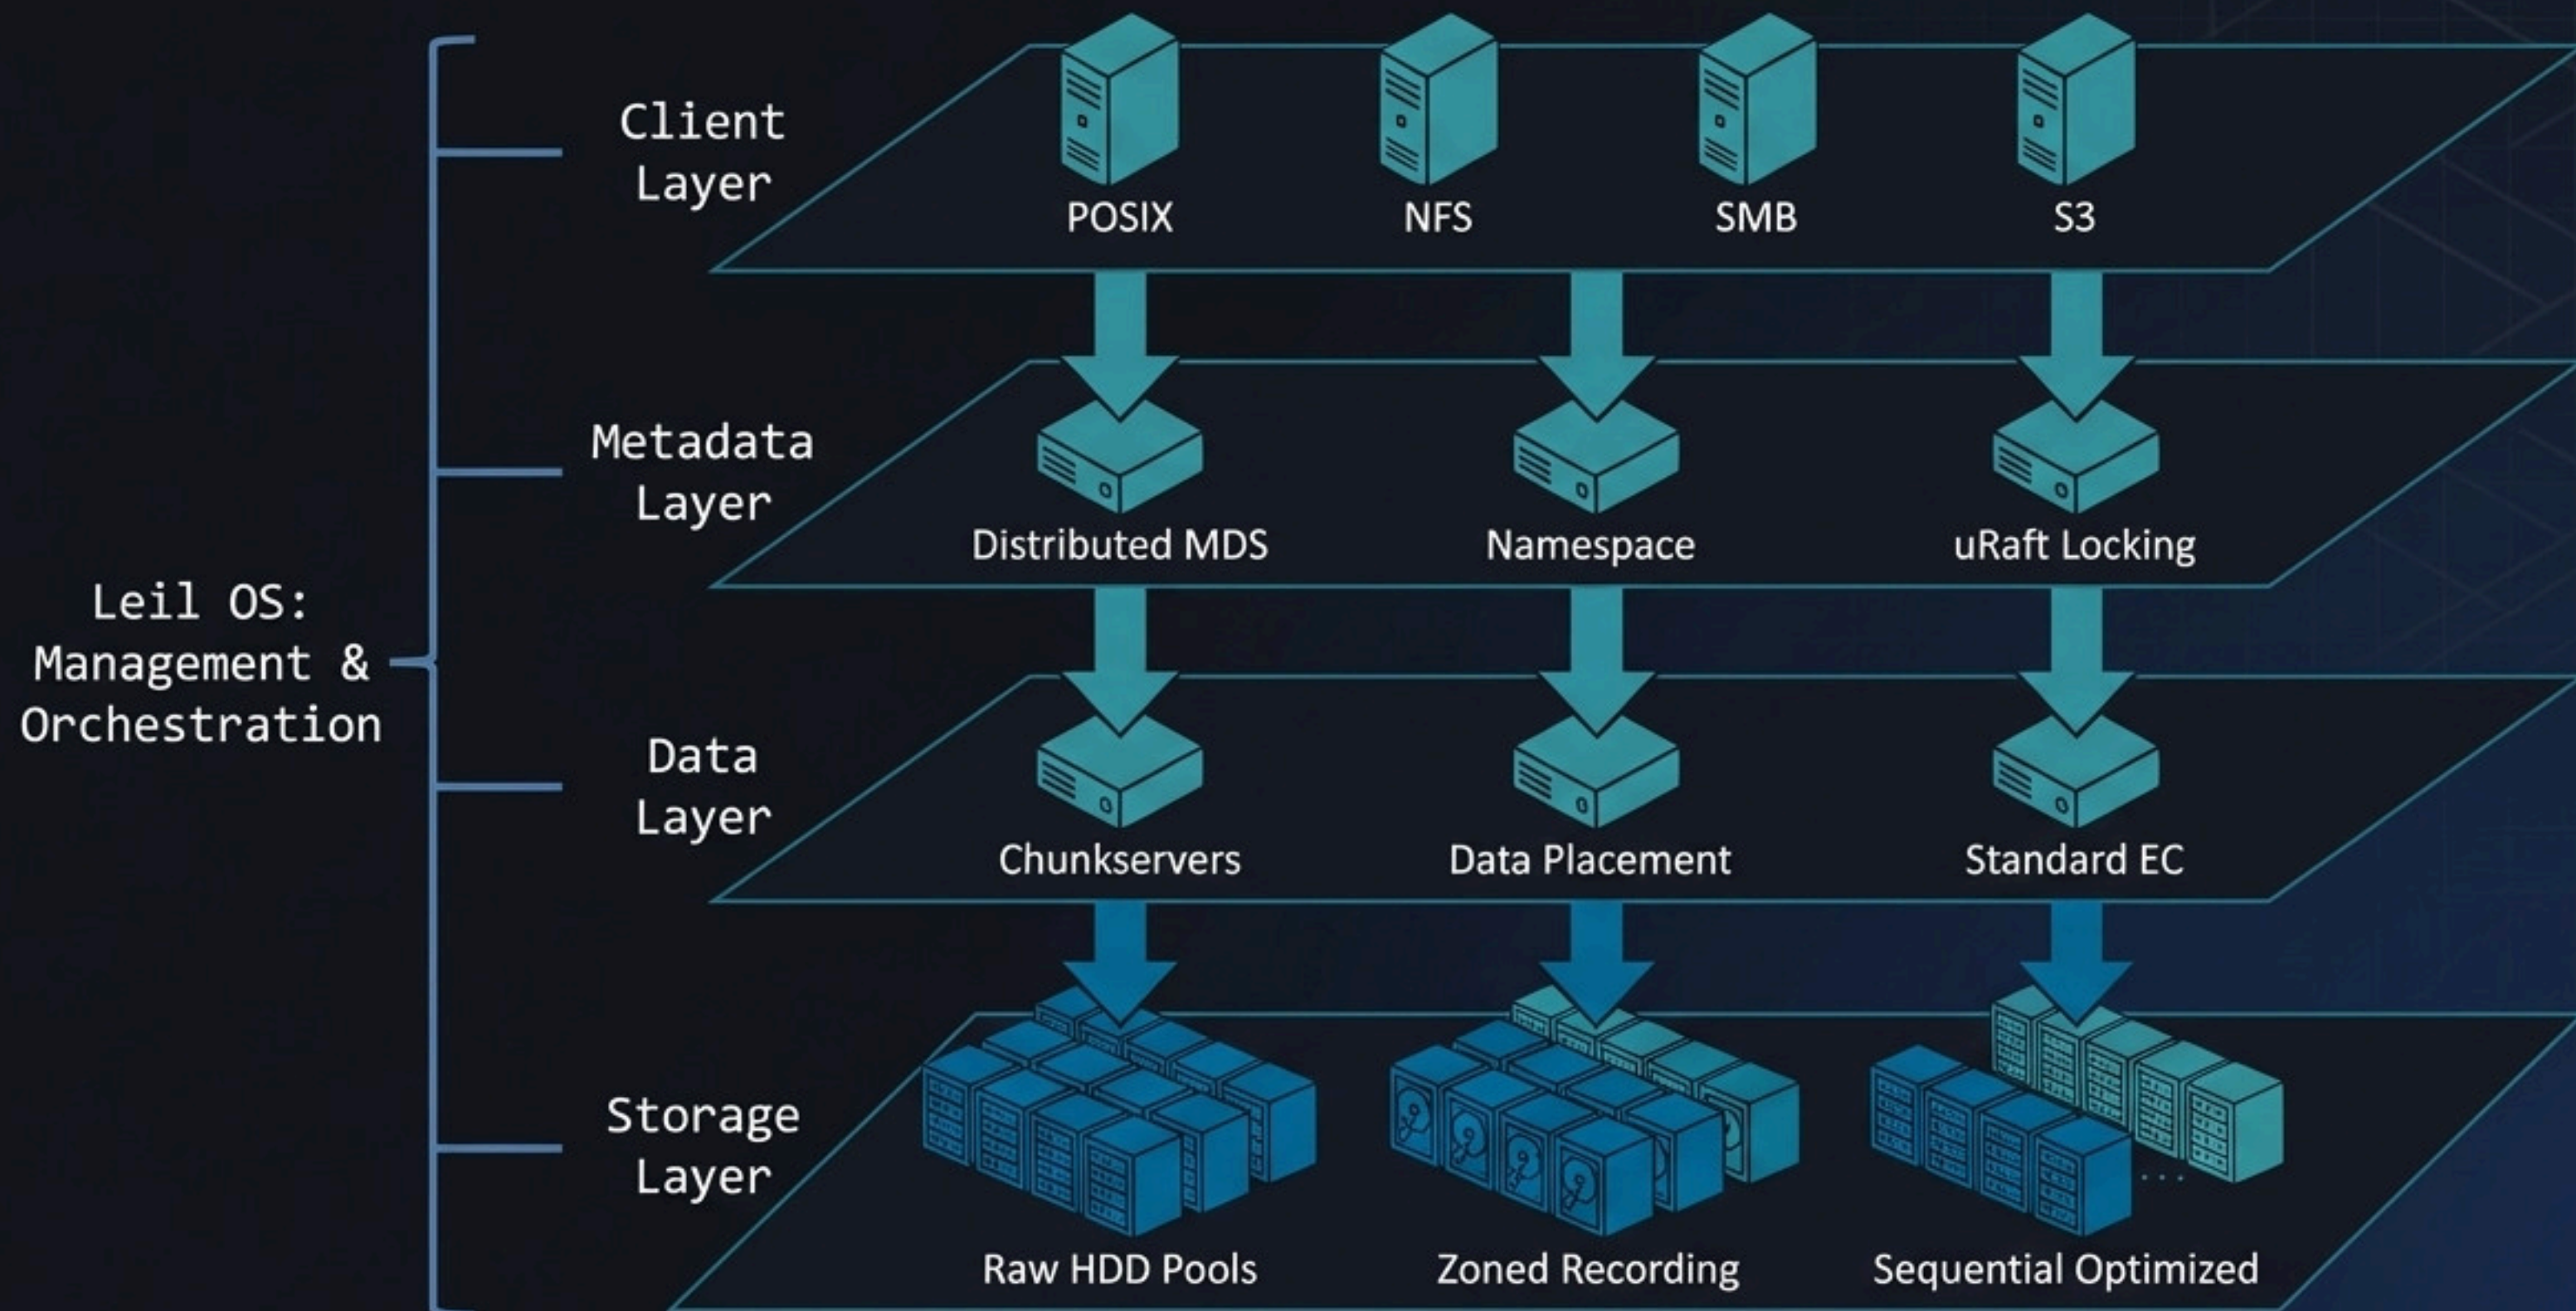 Leil OS:
Management &
Orchestration
Client
Layer
POSIX
NFS
SMB
S3
Metadata
Layer
Distributed MDS
Namespace
uRaft Locking
Data
Layer
Chunkservers
Data Placement
Standard EC
Storage
Layer
Raw HDD Pools
Zoned Recording
Sequential Optimized